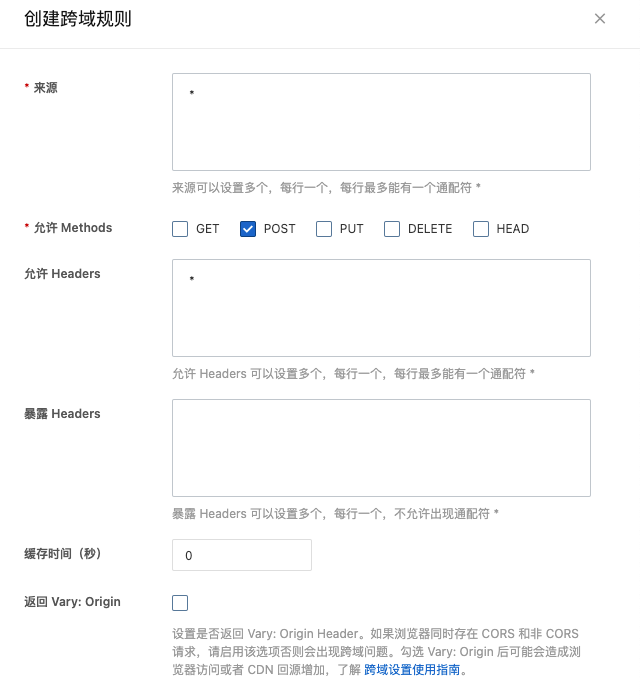 创建跨域规则
* 来源
*
来源可以设置多个，每行一个，每行最多能有一个通配符 *
* 允许 Methods
GET POST PUT DELETE HEAD
允许 Headers
*
允许 Headers 可以设置多个，每行一个，每行最多能有一个通配符 *
暴露 Headers
暴露 Headers 可以设置多个，每行一个，不允许出现通配符 *
缓存时间（秒）
0
返回 Vary: Origin
设置是否返回 Vary: Origin Header。如果浏览器同时存在 CORS 和非 CORS
请求，请启用该选项否则会出现跨域问题。勾选 Vary: Origin 后可能会造成浏
览器访问或者 CDN 回源增加，了解 跨域设置使用指南。